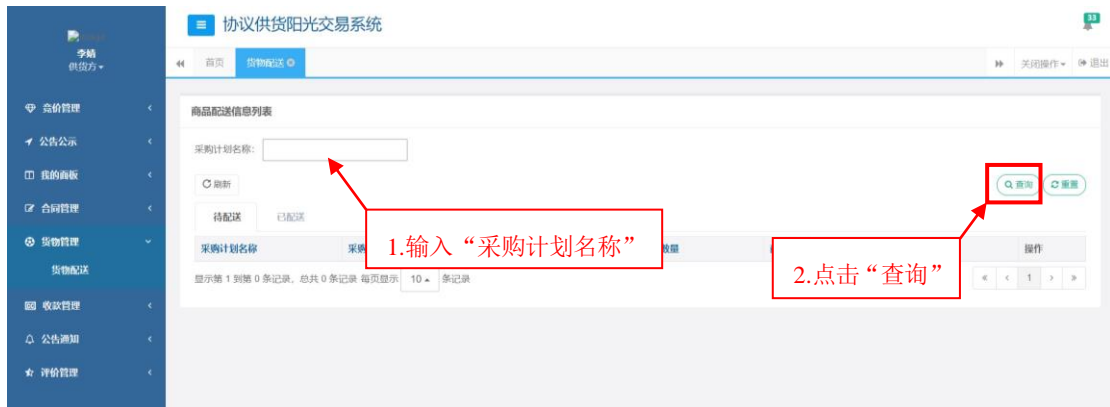 协议供货阳光交易系统
33
李婧
供货方
首页 货物配送
关闭操作 退出
竞价管理
公告公示
我的面板
合同管理
货物管理
货物配送
收款管理
公告通知
评价管理
商品配送信息列表
采购计划名称:
刷新
查询 重置
待配送 已配送
1.输入“采购计划名称”
2.点击“查询”
采购计划名称 采购 数量 操作
显示第 1 到第 0 条记录，总共 0 条记录 每页显示 10 条记录
« ‹ 1 › »